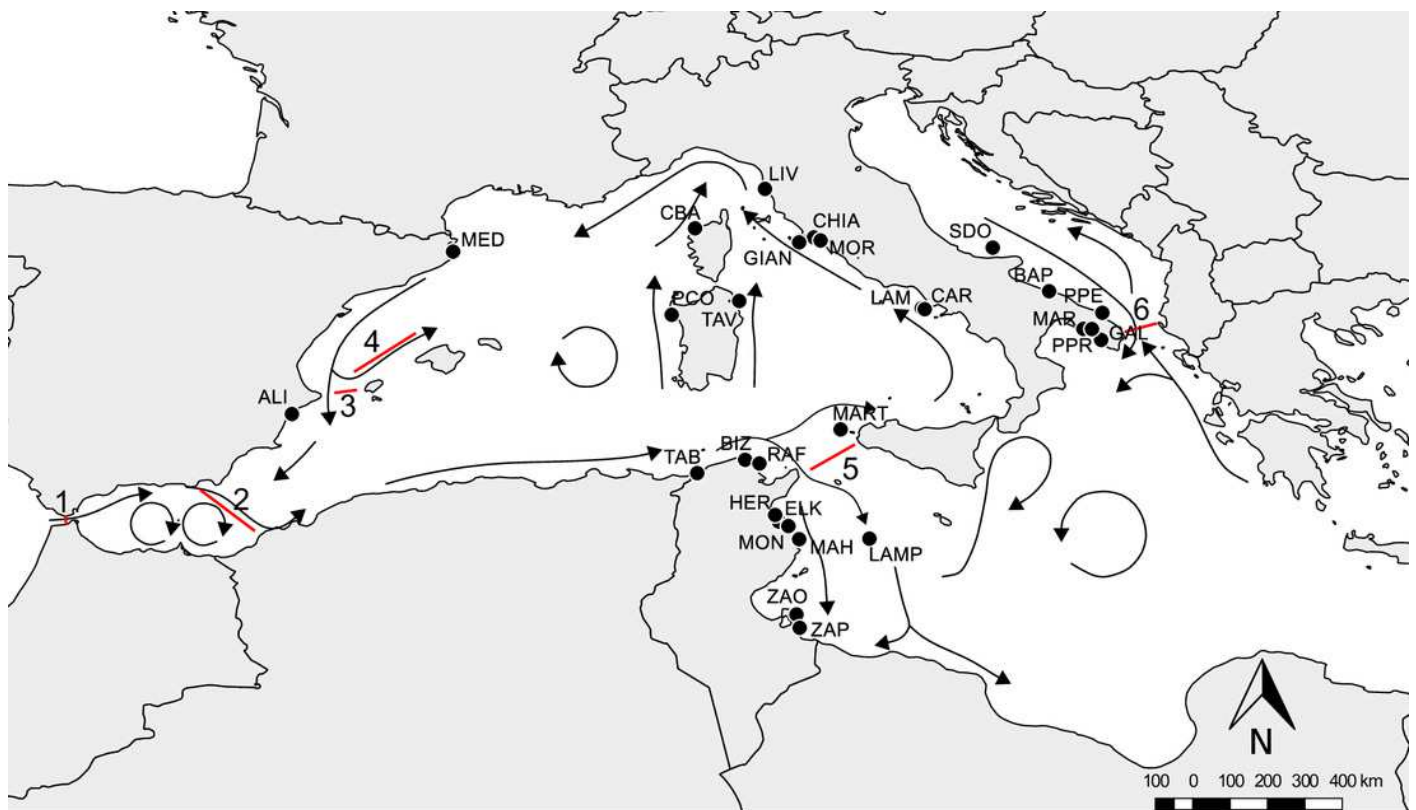 LIV
CBA
CHIA
MOR
GIAN
MED
SDO
BAP
PPE
PCO
TAV
LAM
CAR
MAR
GAL
PPR
6
4
3
ALI
MART
BIZ
RAF
TAB
5
1
2
HER
ELK
MON
MAH
LAMP
ZAO
ZAP
N
100 0 100 200 300 400 km